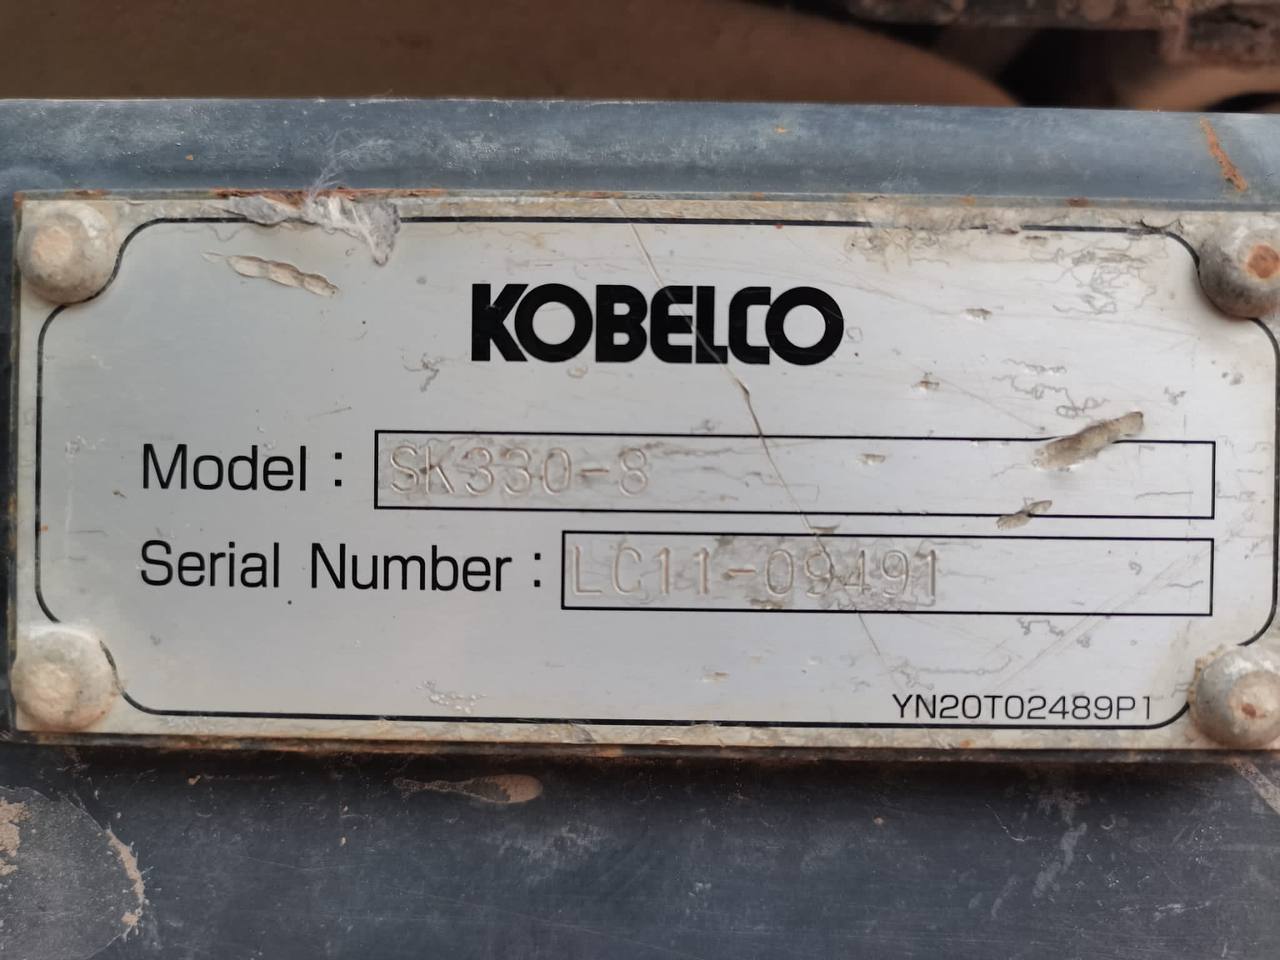 KOBELCO
Model : SK330-8
Serial Number : LC11-09491
YN20T02489P1